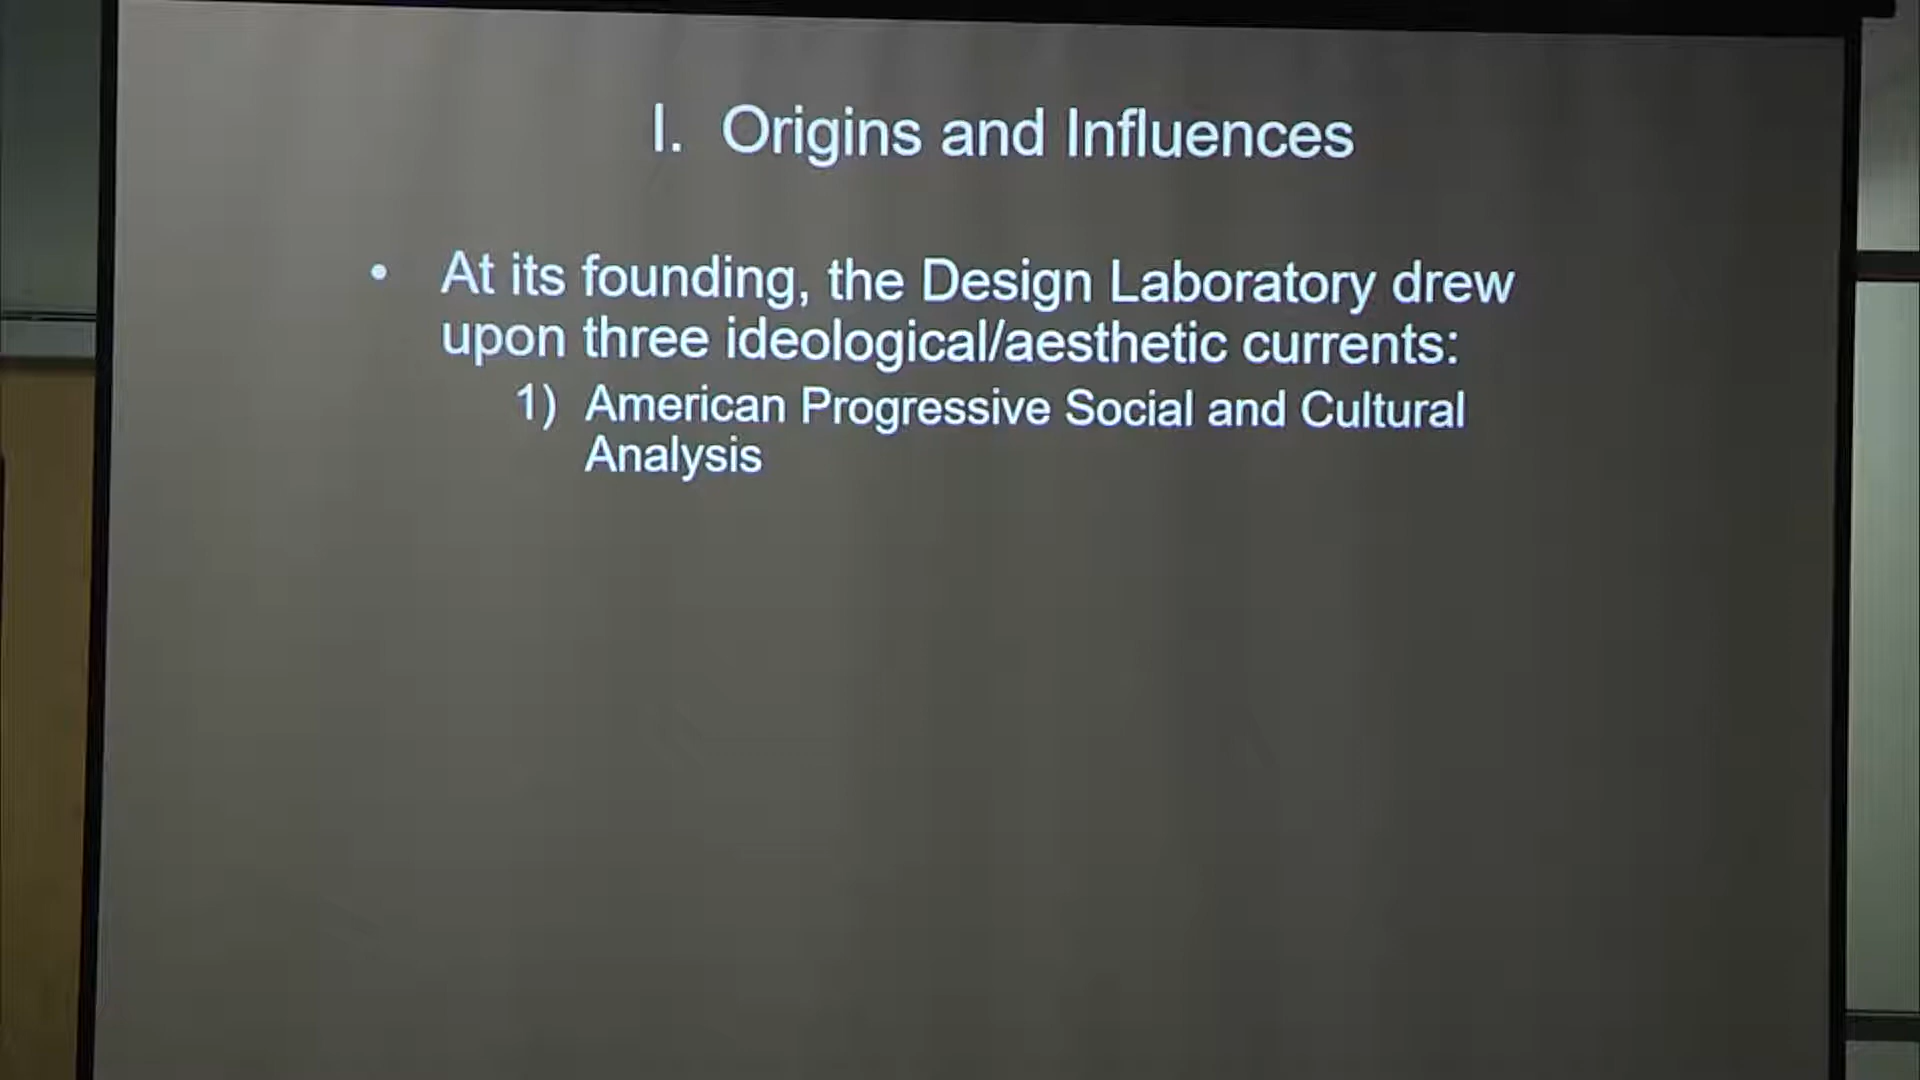 I. Origins and Influences
• At its founding, the Design Laboratory drew
upon three ideological/aesthetic currents:
1) American Progressive Social and Cultural
Analysis